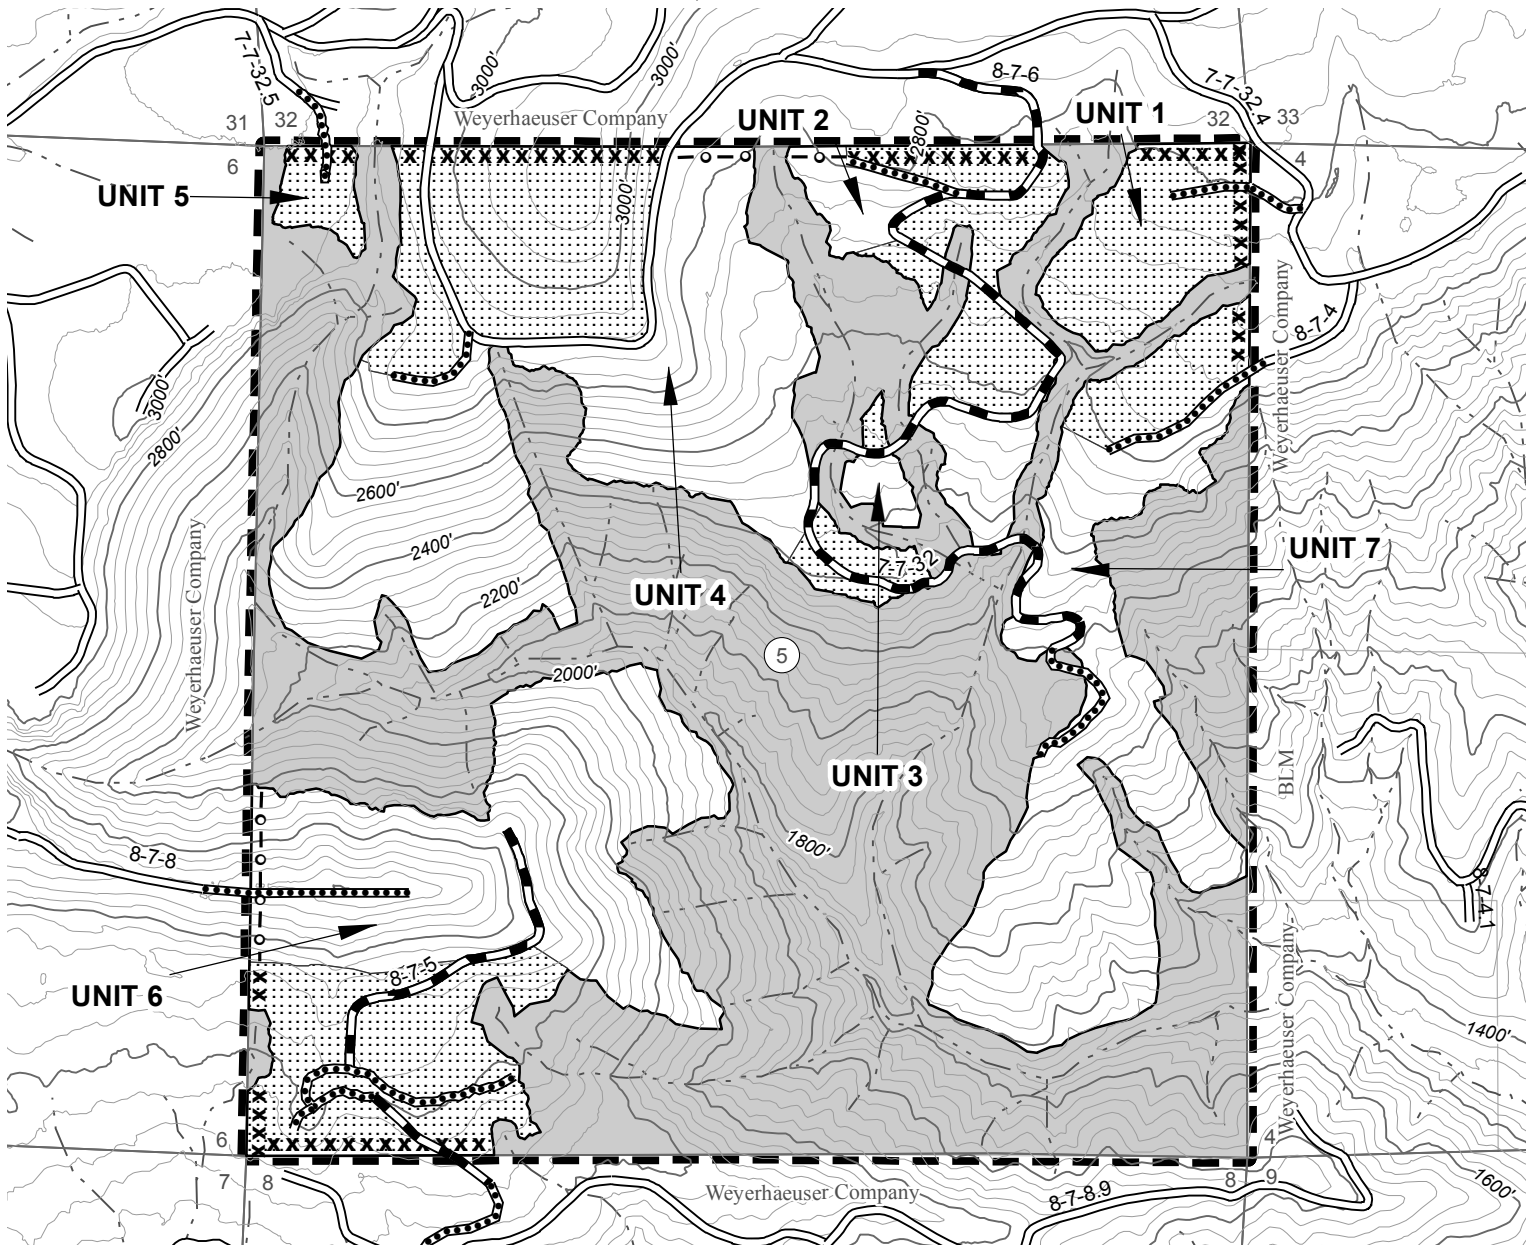 7-7-32.5
3000'
3000'
8-7-6
7-7-32.4
31
32
Weyerhaeuser Company
UNIT 2
2800'
UNIT 1
32
33
6
4
UNIT 5
3000'
Weyerhaeuser Company
8-7-4
3000'
2800'
2600'
2400'
2200'
Weyerhaeuser Company
7-7-32
UNIT 7
UNIT 4
5
2000'
UNIT 3
BLM
1800'
8-7-8
8-7-4.1
8-7-5
UNIT 6
Weyerhaeuser Company
1400'
6
4
7
8
Weyerhaeuser Company
8-7-8.9
8
9
1600'